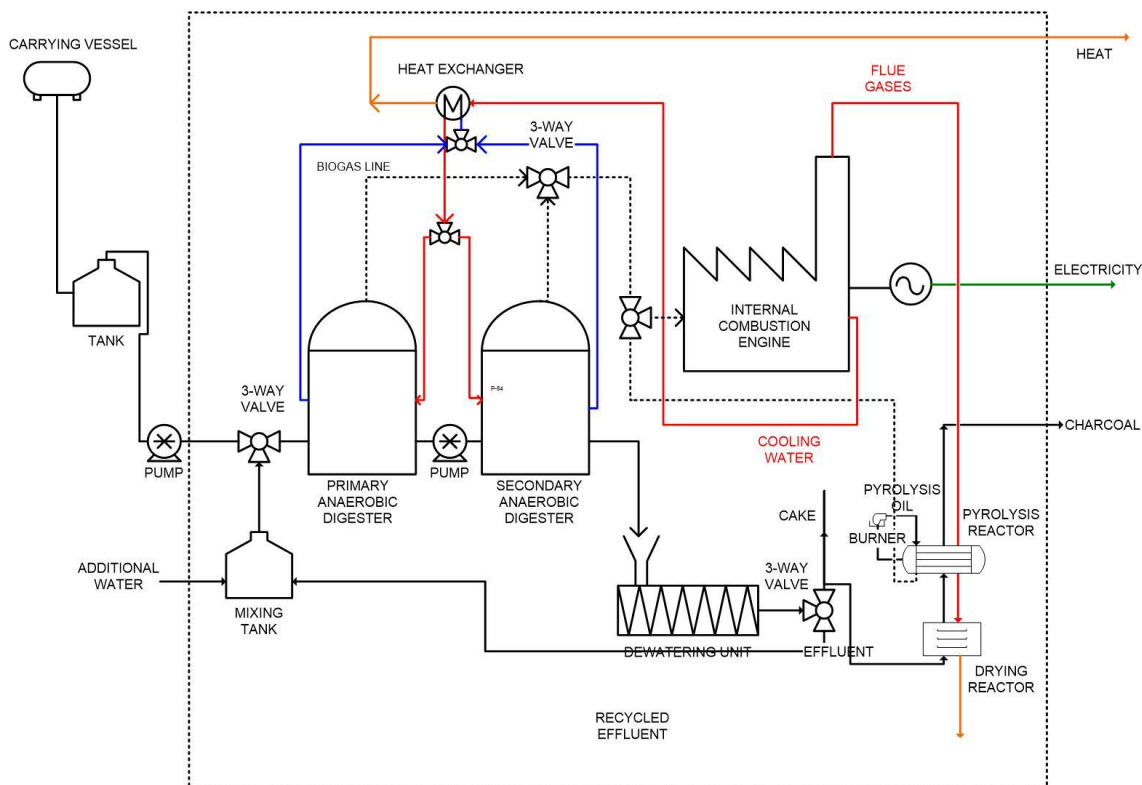 CARRYING VESSEL
HEAT EXCHANGER
HEAT
FLUE
GASES
3-WAY
VALVE
BIOGAS LINE
ELECTRICITY
INTERNAL
COMBUSTION
ENGINE
TANK
P-54
3-WAY
VALVE
CHARCOAL
COOLING
WATER
PUMP
PUMP
PRIMARY
ANAEROBIC
DIGESTER
SECONDARY
ANAEROBIC
DIGESTER
PYROLYSIS
OIL
BURNER
PYROLYSIS
REACTOR
CAKE
3-WAY
VALVE
ADDITIONAL
WATER
MIXING
TANK
DEWATERING UNIT
EFFLUENT
DRYING
REACTOR
RECYCLED
EFFLUENT